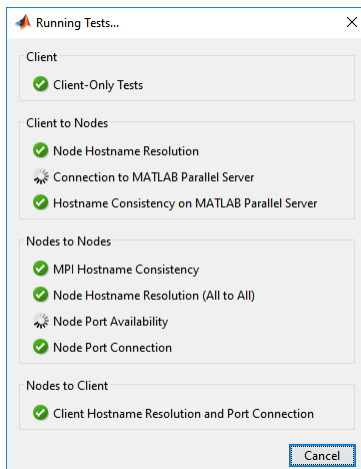 Running Tests...
Client
Client-Only Tests
Client to Nodes
Node Hostname Resolution
Connection to MATLAB Parallel Server
Hostname Consistency on MATLAB Parallel Server
Nodes to Nodes
MPI Hostname Consistency
Node Hostname Resolution (All to All)
Node Port Availability
Node Port Connection
Nodes to Client
Client Hostname Resolution and Port Connection
Cancel